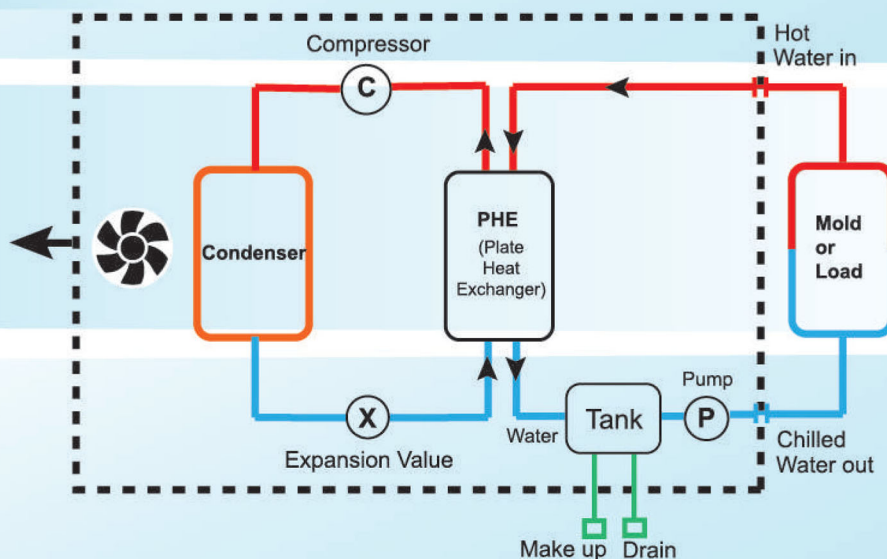 Compressor
C
Hot
Water in
PHE
(Plate
Heat
Exchanger)
Condenser
Mold
or
Load
Pump
X
Water
Tank
P
Expansion Value
Chilled
Water out
Make up
Drain